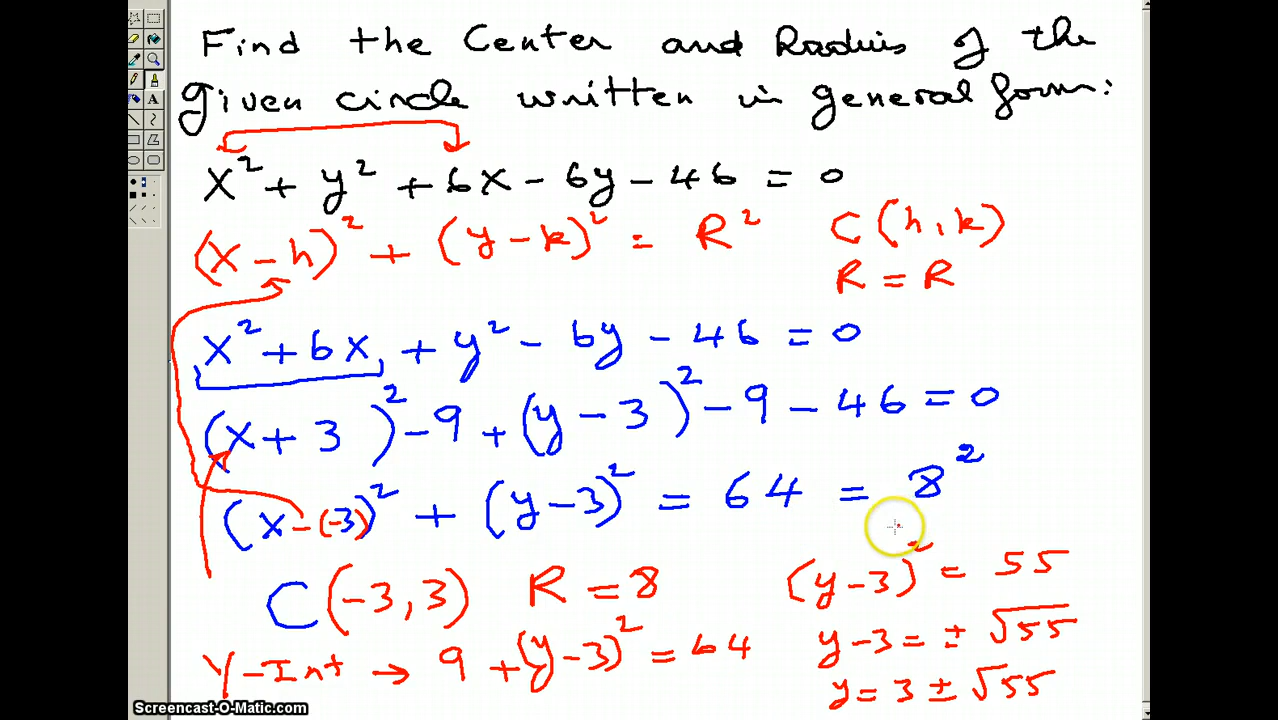 Find the Center and Radius of the
given circle written in general form:
x² + y² + 6x - 6y - 46 = 0
(x - h)² + (y - k)² = R² C (h, k)
R = R
x² + 6x + y² - 6y - 46 = 0
(x + 3)² - 9 + (y - 3)² - 9 - 46 = 0
(x - (-3))² + (y - 3)² = 64 = 8²
C (-3, 3) R = 8
Y-Int → 9 + (y - 3)² = 64
(y - 3)² = 55
y - 3 = ± √55
y = 3 ± √55
Screencast-O-Matic.com